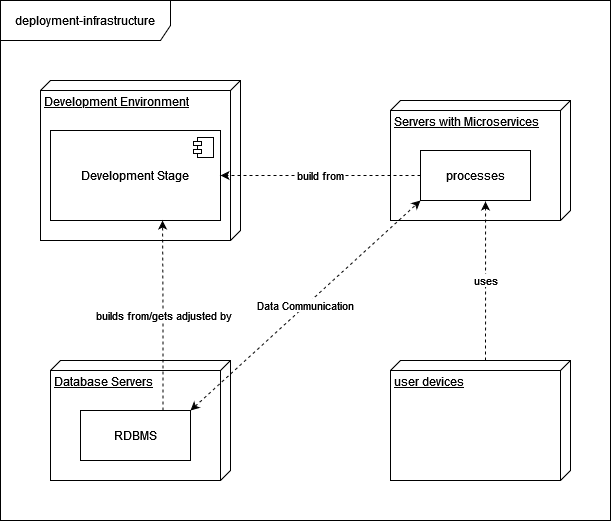 deployment-infrastructure
Development Environment
Development Stage
Servers with Microservices
processes
build from
uses
Data Communication
builds from/gets adjusted by
Database Servers
RDBMS
user devices